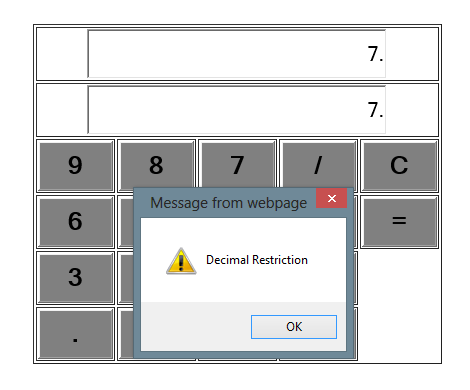 7.
7.
9 8 7 / C
6 =
3
.
Message from webpage x
Decimal Restriction
OK